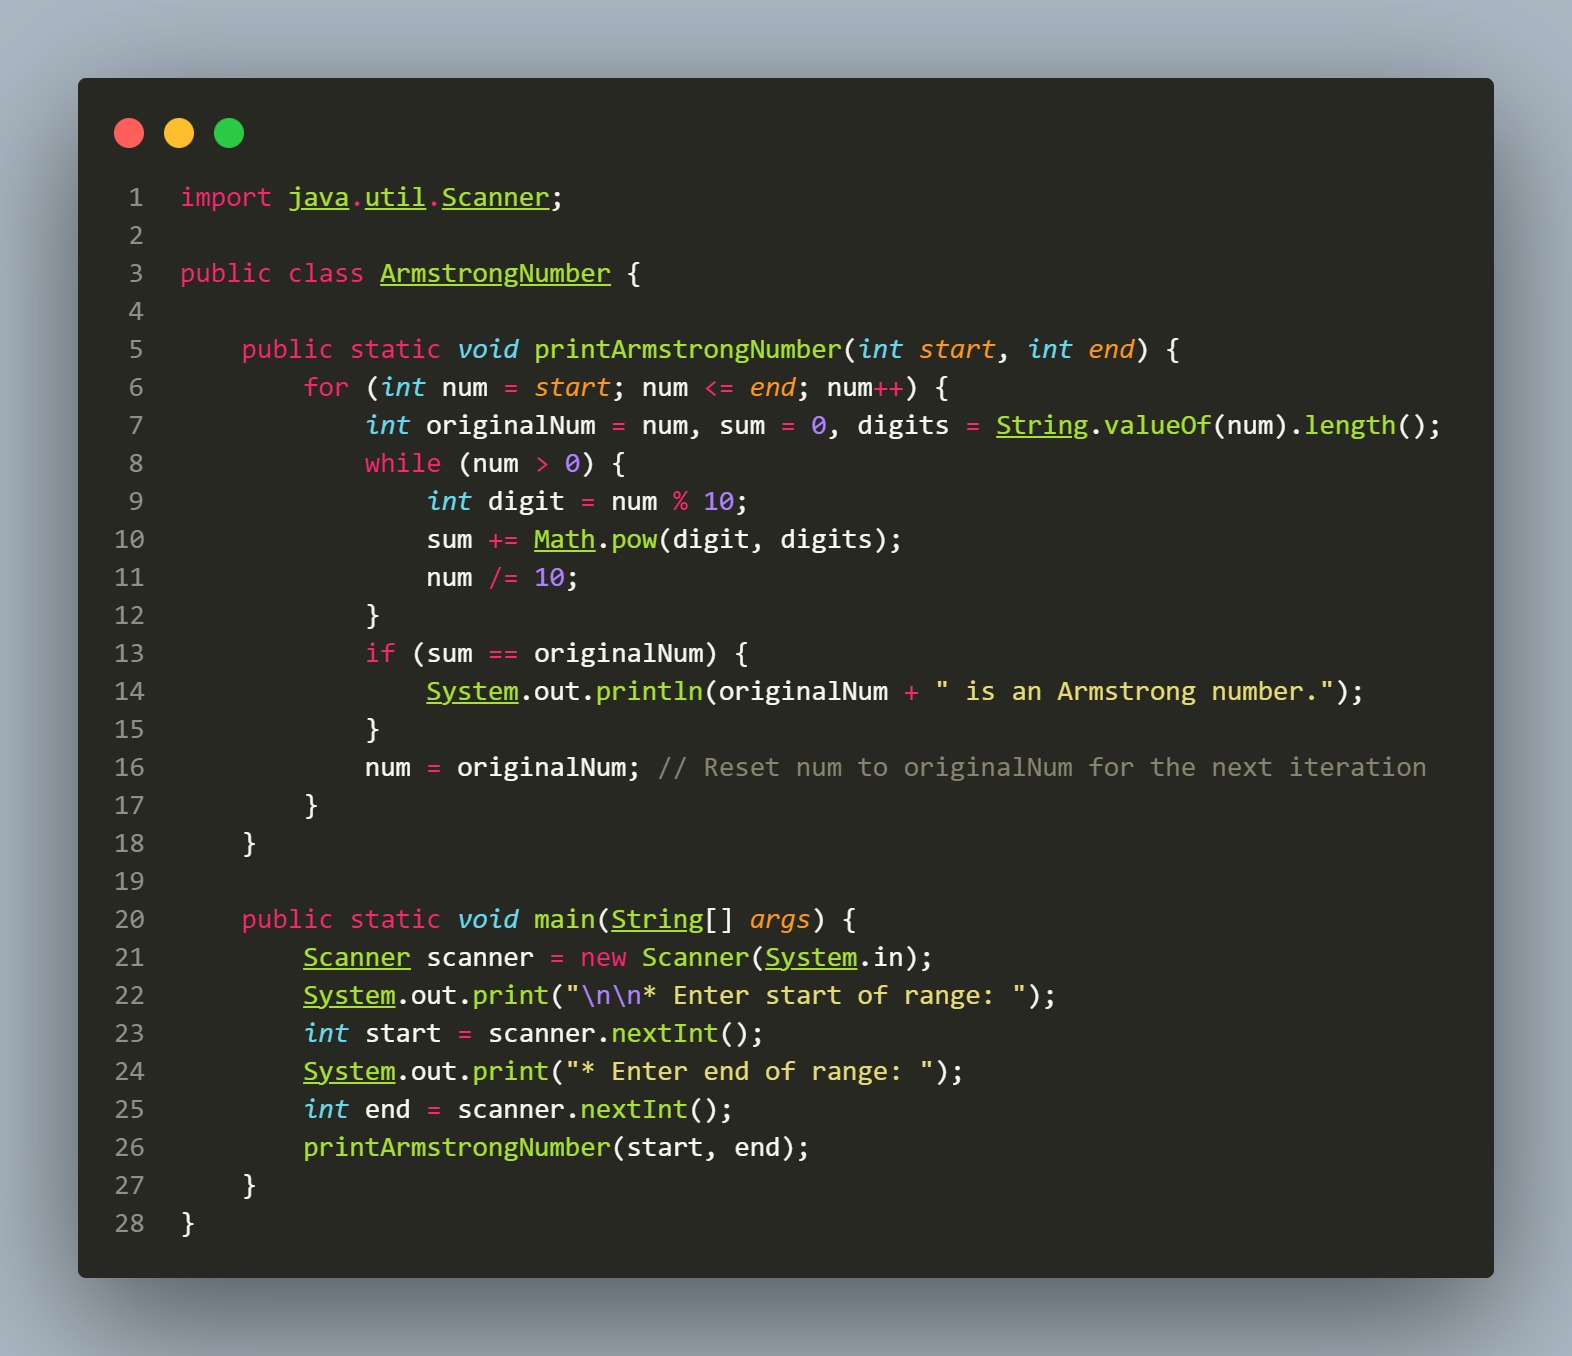 1 import java.util.Scanner;
2
3 public class ArmstrongNumber {
4
5     public static void printArmstrongNumber(int start, int end) {
6         for (int num = start; num <= end; num++) {
7             int originalNum = num, sum = 0, digits = String.valueOf(num).length();
8             while (num > 0) {
9                 int digit = num % 10;
10                 sum += Math.pow(digit, digits);
11                 num /= 10;
12             }
13             if (sum == originalNum) {
14                 System.out.println(originalNum + " is an Armstrong number.");
15             }
16             num = originalNum; // Reset num to originalNum for the next iteration
17         }
18     }
19
20     public static void main(String[] args) {
21         Scanner scanner = new Scanner(System.in);
22         System.out.print("\n\n* Enter start of range: ");
23         int start = scanner.nextInt();
24         System.out.print("* Enter end of range: ");
25         int end = scanner.nextInt();
26         printArmstrongNumber(start, end);
27     }
28 }